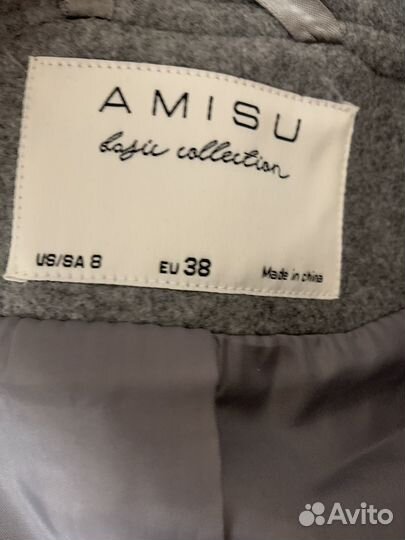 AMISU
basic collection
US/SA 8 EU 38 Made in china
Avito